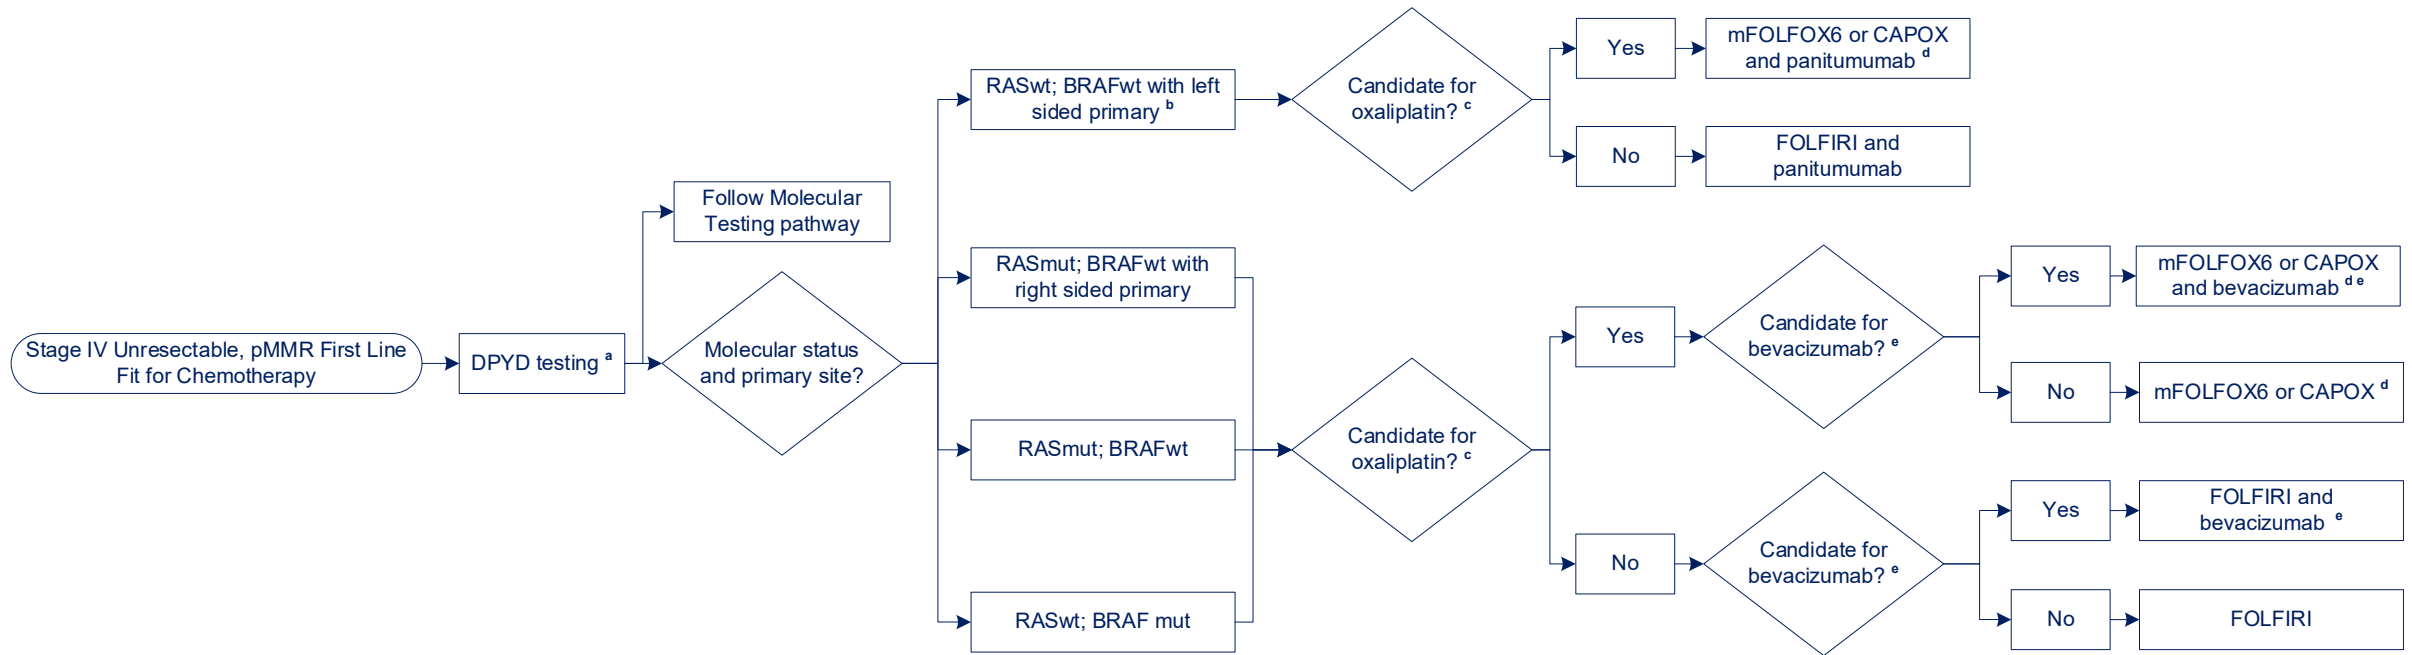 Stage IV Unresectable, pMMR First Line
Fit for Chemotherapy
DPYD testing a
Follow Molecular
Testing pathway
Molecular status
and primary site?
RASwt; BRAFwt with left
sided primary b
Candidate for
oxaliplatin? c
Yes
mFOLFOX6 or CAPOX
and panitumumab d
No
FOLFIRI and
panitumumab
RASmut; BRAFwt with
right sided primary
RASmut; BRAFwt
RASwt; BRAF mut
Candidate for
oxaliplatin? c
Yes
Candidate for
bevacizumab? e
Yes
mFOLFOX6 or CAPOX
and bevacizumab d e
No
mFOLFOX6 or CAPOX d
No
Candidate for
bevacizumab? e
Yes
FOLFIRI and
bevacizumab e
No
FOLFIRI